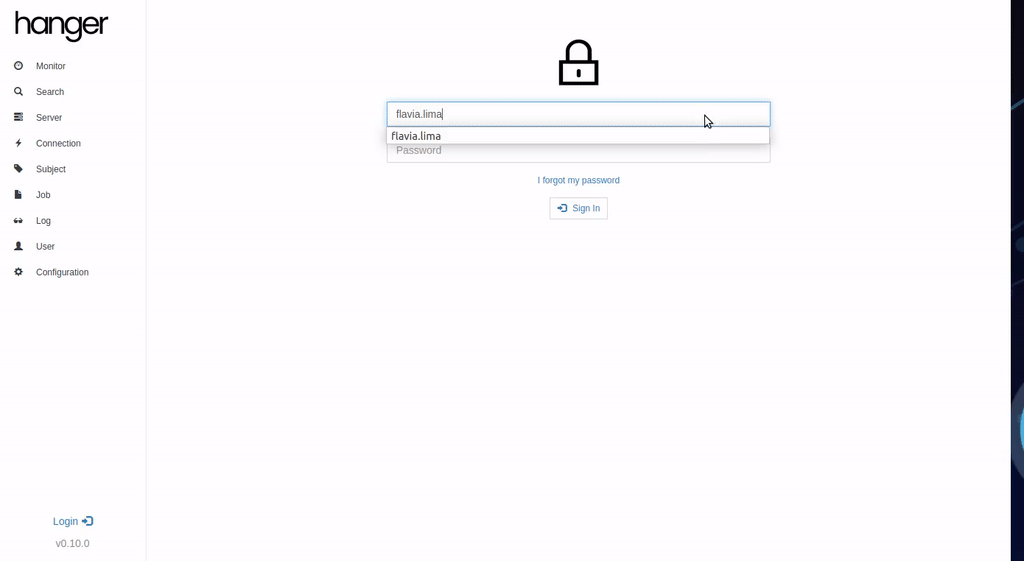 hanger
Monitor
Search
Server
Connection
Subject
Job
Log
User
Configuration
Login
v0.10.0
flavia.lima
flavia.lima
Password
I forgot my password
Sign In